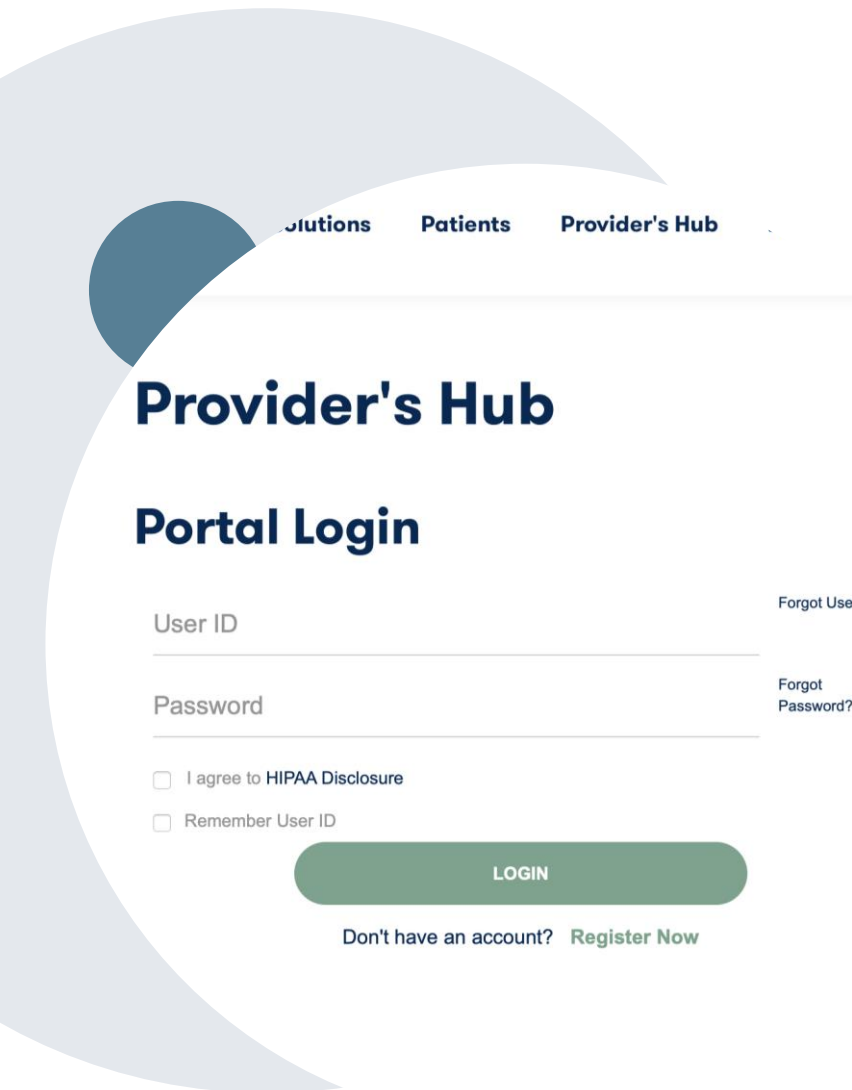 Patients Provider's Hub
Provider's Hub
Portal Login
User ID
Forgot
Password
Forgot
Password?
I agree to HIPAA Disclosure
Remember User ID
LOGIN
Don't have an account? Register Now